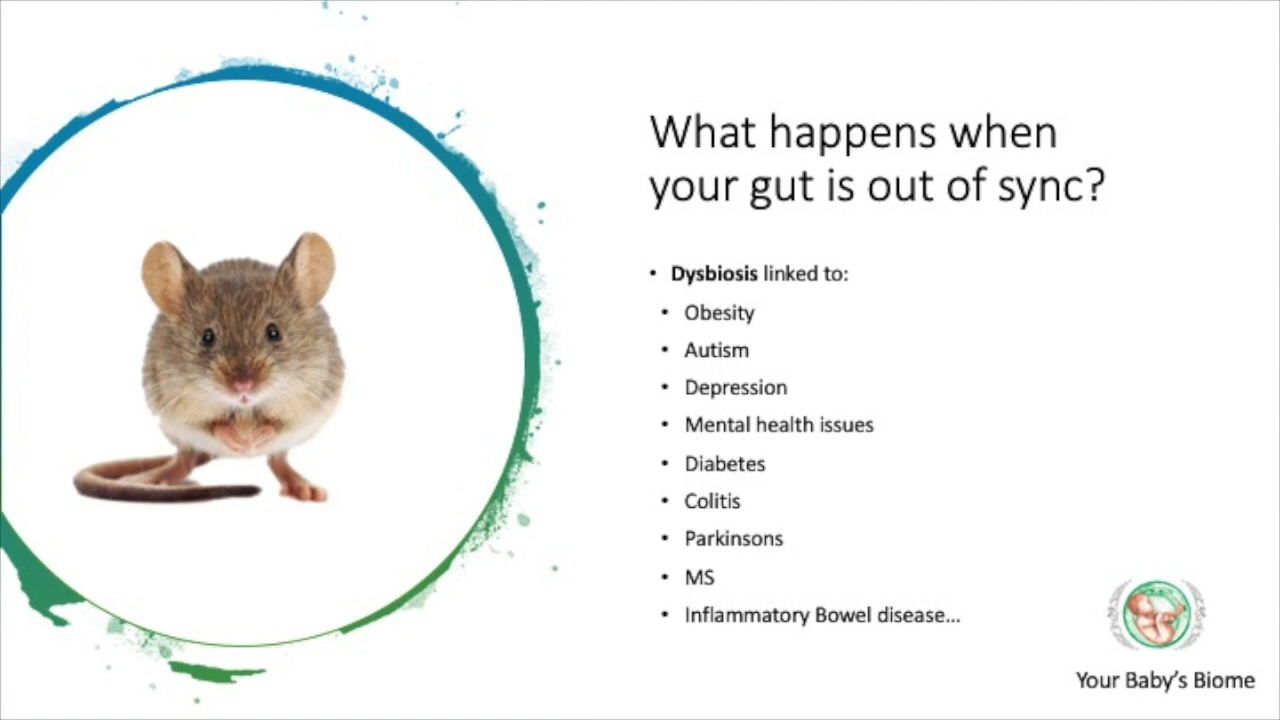 What happens when
your gut is out of sync?
• Dysbiosis linked to:
• Obesity
• Autism
• Depression
• Mental health issues
• Diabetes
• Colitis
• Parkinsons
• MS
• Inflammatory Bowel disease...
Your Baby's Biome